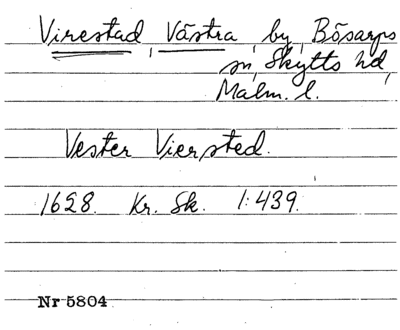 Virestad, Västra, by, Bösarps
sn, Skytts hd,
Malm. l.
Vester Viersted.
1628. Kr. Sk. 1:439.
Nr 5804